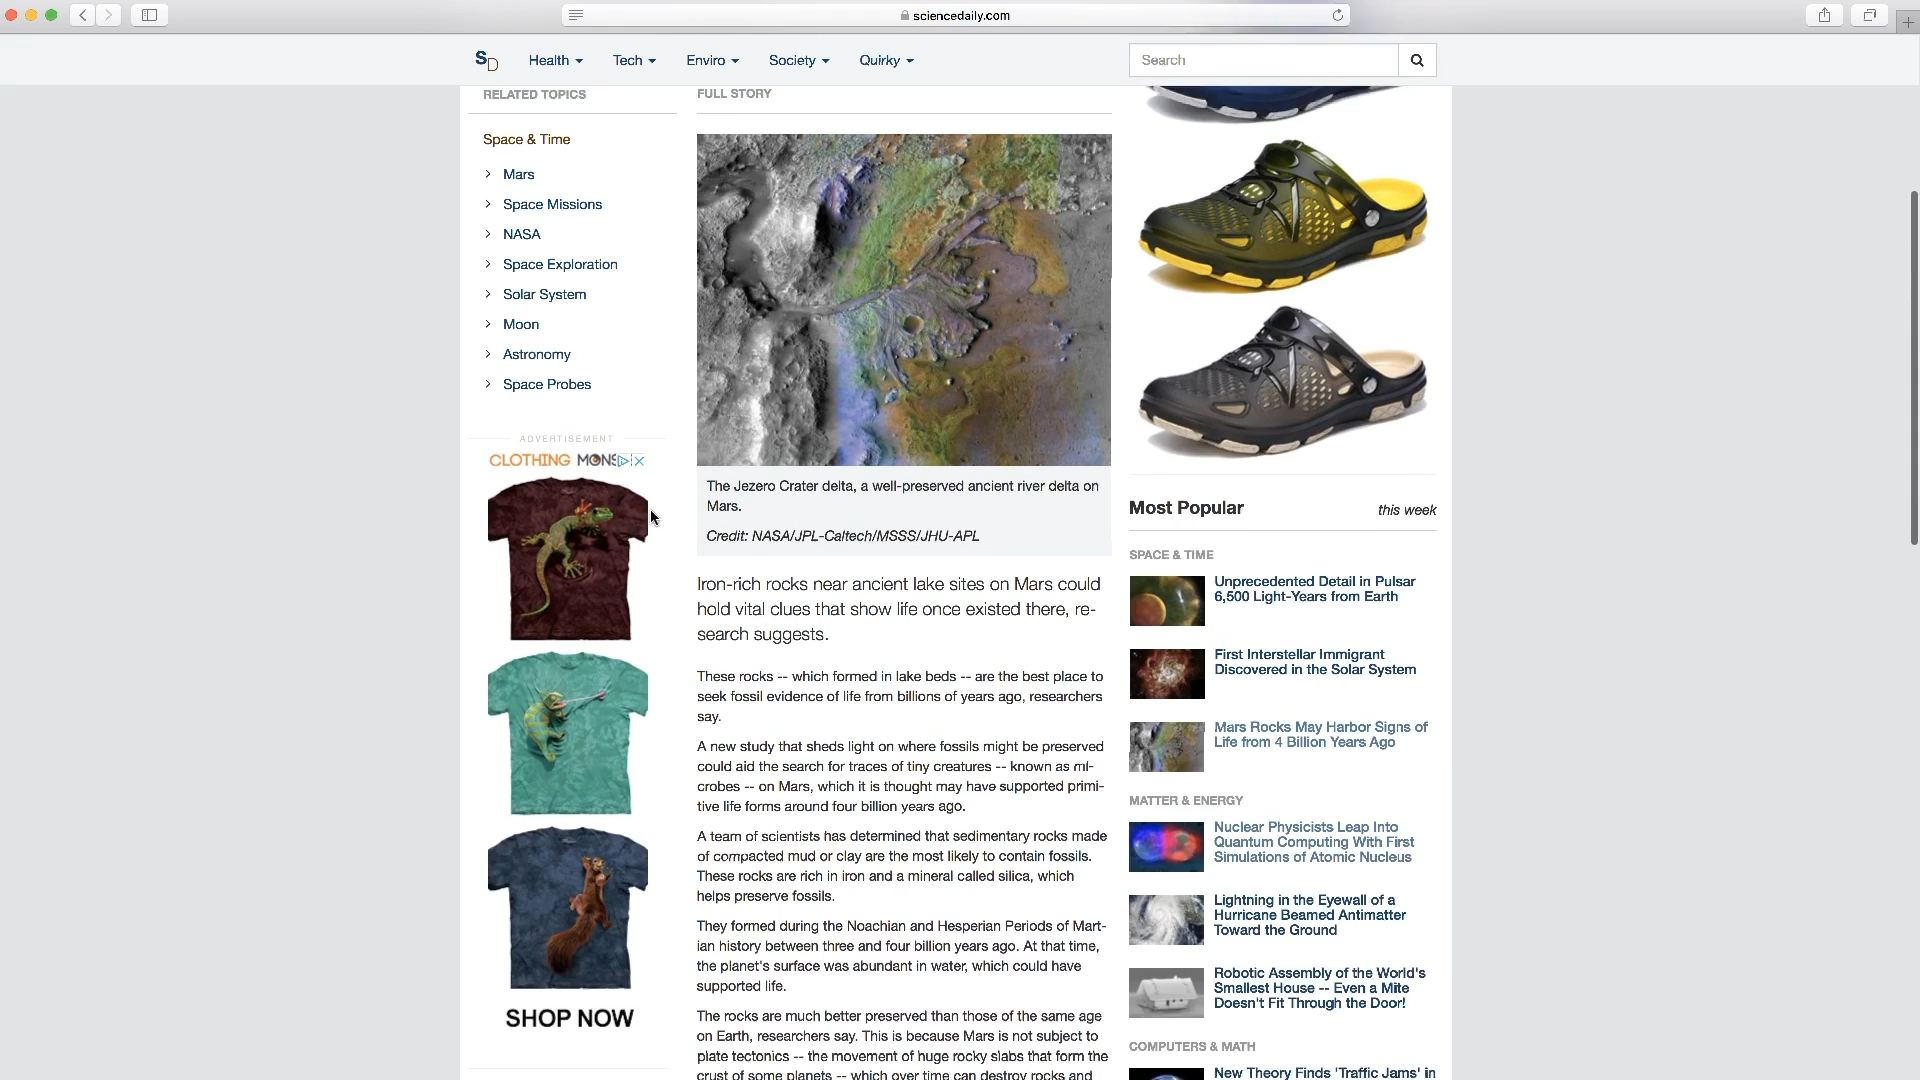 sciencedaily.com
SD
Health
Tech
Enviro
Society
Quirky
Search
RELATED TOPICS
Space & Time
Mars
Space Missions
NASA
Space Exploration
Solar System
Moon
Astronomy
Space Probes
ADVERTISEMENT
CLOTHING MONS
SHOP NOW
FULL STORY
The Jezero Crater delta, a well-preserved ancient river delta on
Mars.
Credit: NASA/JPL-Caltech/MSSS/JHU-APL
Iron-rich rocks near ancient lake sites on Mars could
hold vital clues that show life once existed there, re-
search suggests.
These rocks -- which formed in lake beds -- are the best place to
seek fossil evidence of life from billions of years ago, researchers
say.
A new study that sheds light on where fossils might be preserved
could aid the search for traces of tiny creatures -- known as mi-
crobes -- on Mars, which it is thought may have supported primi-
tive life forms around four billion years ago.
A team of scientists has determined that sedimentary rocks made
of compacted mud or clay are the most likely to contain fossils.
These rocks are rich in iron and a mineral called silica, which
helps preserve fossils.
They formed during the Noachian and Hesperian Periods of Mart-
ian history between three and four billion years ago. At that time,
the planet's surface was abundant in water, which could have
supported life.
The rocks are much better preserved than those of the same age
on Earth, researchers say. This is because Mars is not subject to
plate tectonics -- the movement of huge rocky slabs that form the
crust of some planets -- which over time can destroy rocks and
Most Popular
this week
SPACE & TIME
Unprecedented Detail in Pulsar
6,500 Light-Years from Earth
First Interstellar Immigrant
Discovered in the Solar System
Mars Rocks May Harbor Signs of
Life from 4 Billion Years Ago
MATTER & ENERGY
Nuclear Physicists Leap Into
Quantum Computing With First
Simulations of Atomic Nucleus
Lightning in the Eyewall of a
Hurricane Beamed Antimatter
Toward the Ground
Robotic Assembly of the World's
Smallest House -- Even a Mite
Doesn't Fit Through the Door!
COMPUTERS & MATH
New Theory Finds 'Traffic Jams' in